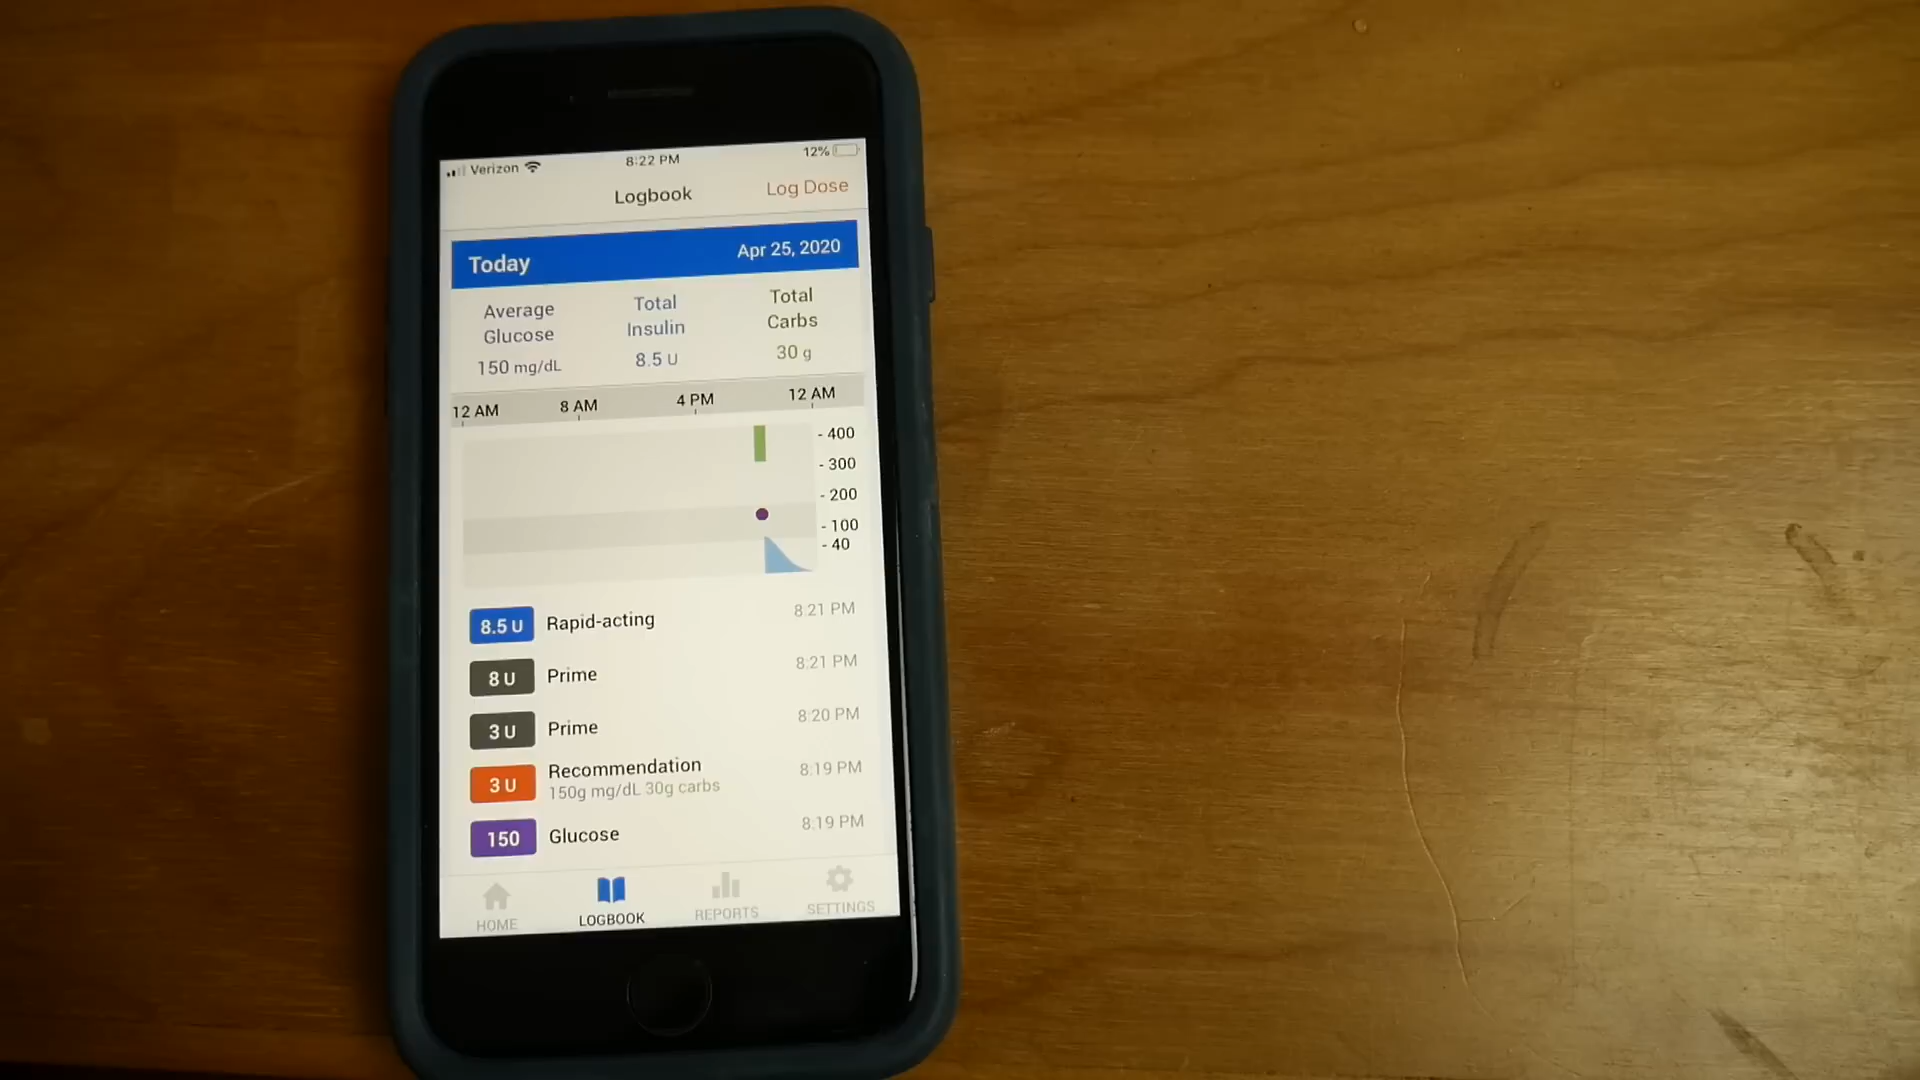 Verizon 8:22 PM 12%
Logbook Log Dose
Today Apr 25, 2020
Average Glucose
150 mg/dL
Total Insulin
8.5 U
Total Carbs
30 g
12 AM 8 AM 4 PM 12 AM
- 400
- 300
- 200
- 100
- 40
8.5 U Rapid-acting 8:21 PM
8 U Prime 8:21 PM
3 U Prime 8:20 PM
3 U Recommendation 8:19 PM
150g mg/dL 30g carbs
150 Glucose 8:19 PM
HOME LOGBOOK REPORTS SETTINGS